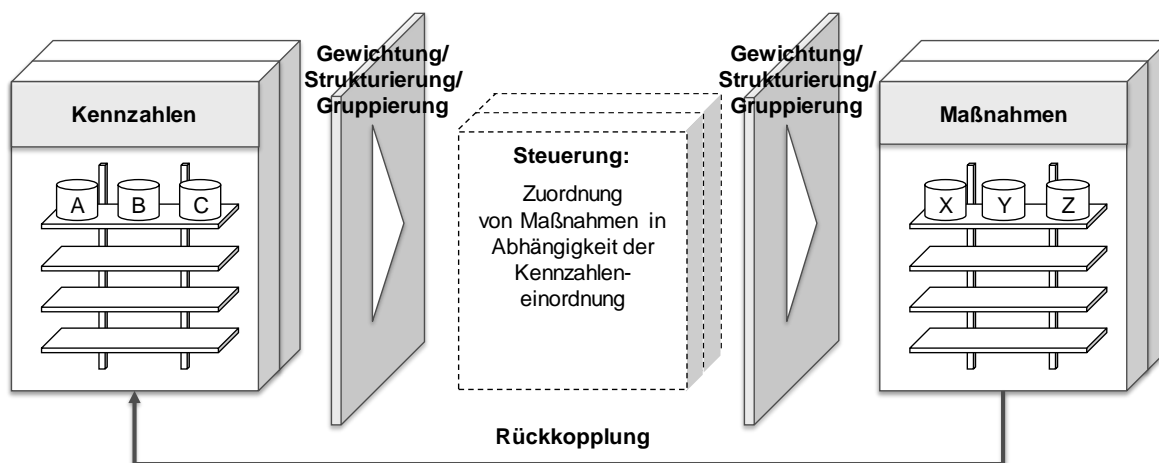 Kennzahlen
A B C
Gewichtung/
Strukturierung/
Gruppierung
Steuerung:
Zuordnung
von Maßnahmen in
Abhängigkeit der
Kennzahlen-
einordnung
Gewichtung/
Strukturierung/
Gruppierung
Maßnahmen
X Y Z
Rückkopplung